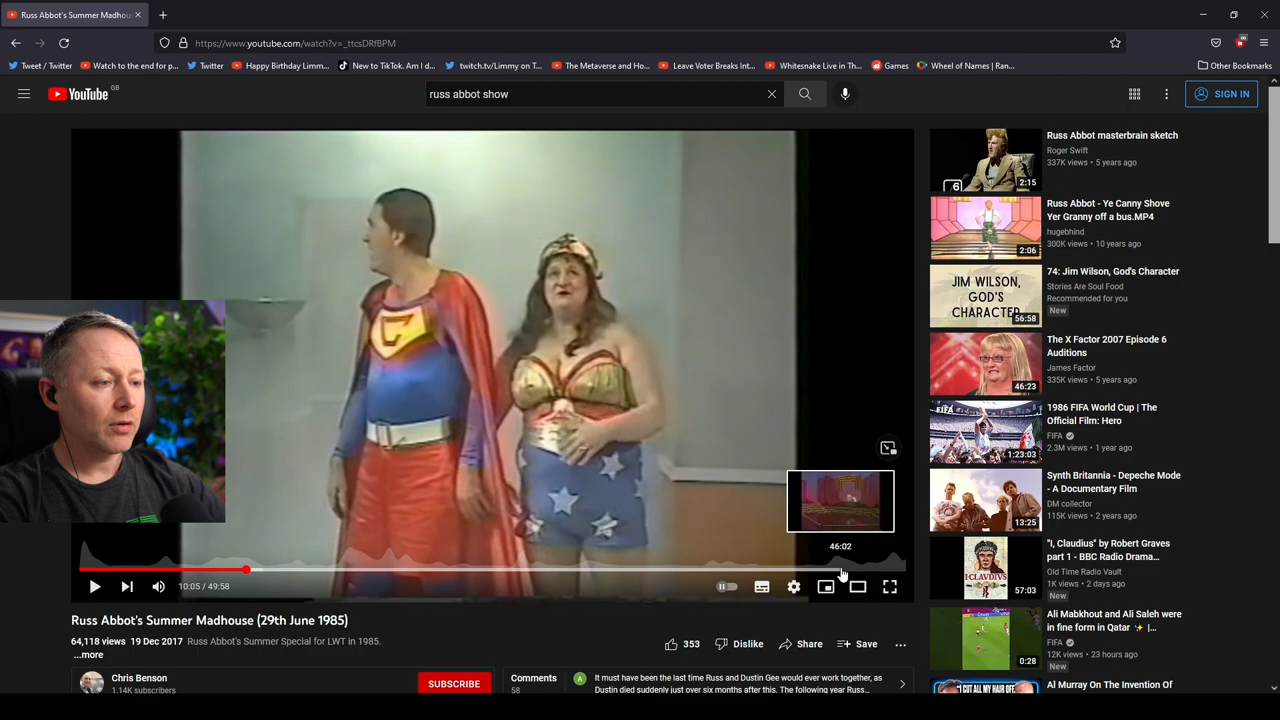 Russ Abbot's Summer Madhou
https://www.youtube.com/watch?v=_ttcsDRfBPM
Tweet / Twitter
Watch to the end for p...
Twitter
Happy Birthday Limm...
New to TikTok. Am I d...
twitch.tv/Limmy on T...
The Metaverse and Ho...
Leave Voter Breaks Int...
Whitesnake Live in Th...
Games
Wheel of Names | Ran...
Other Bookmarks
YouTube
GB
russ abbot show
SIGN IN
C
46:02
10:05 / 49:58
Russ Abbot's Summer Madhouse (29th June 1985)
64,118 views 19 Dec 2017 Russ Abbot's Summer Special for LWT in 1985.
...more
353
Dislike
Share
Save
Chris Benson
1.14K subscribers
SUBSCRIBE
Comments
58
A
It must have been the last time Russ and Dustin Gee would ever work together, as
Dustin died suddenly just over six months after this. The following year Russ...
6
2:15
Russ Abbot masterbrain sketch
Roger Swift
337K views • 5 years ago
2:06
Russ Abbot - Ye Canny Shove
Yer Granny off a bus.MP4
hugebhind
300K views • 10 years ago
JIM WILSON,
GOD'S
CHARACTER
56:58
74: Jim Wilson, God's Character
Stories Are Soul Food
Recommended for you
New
46:23
The X Factor 2007 Episode 6
Auditions
James Factor
335K views • 5 years ago
FIFA
1:23:03
1986 FIFA World Cup | The
Official Film: Hero
FIFA
2.3M views • 1 year ago
13:25
Synth Britannia - Depeche Mode
- A Documentary Film
DM collector
115K views • 2 years ago
I CLAVDIVS
57:03
"I, Claudius" by Robert Graves
part 1 - BBC Radio Drama...
Old Time Radio Vault
1K views • 2 days ago
New
0:28
Ali Mabkhout and Ali Saleh were
in fine form in Qatar ✨ |...
FIFA
12K views • 23 hours ago
New
"I CUT ALL MY HAIR OFF
Al Murray On The Invention Of